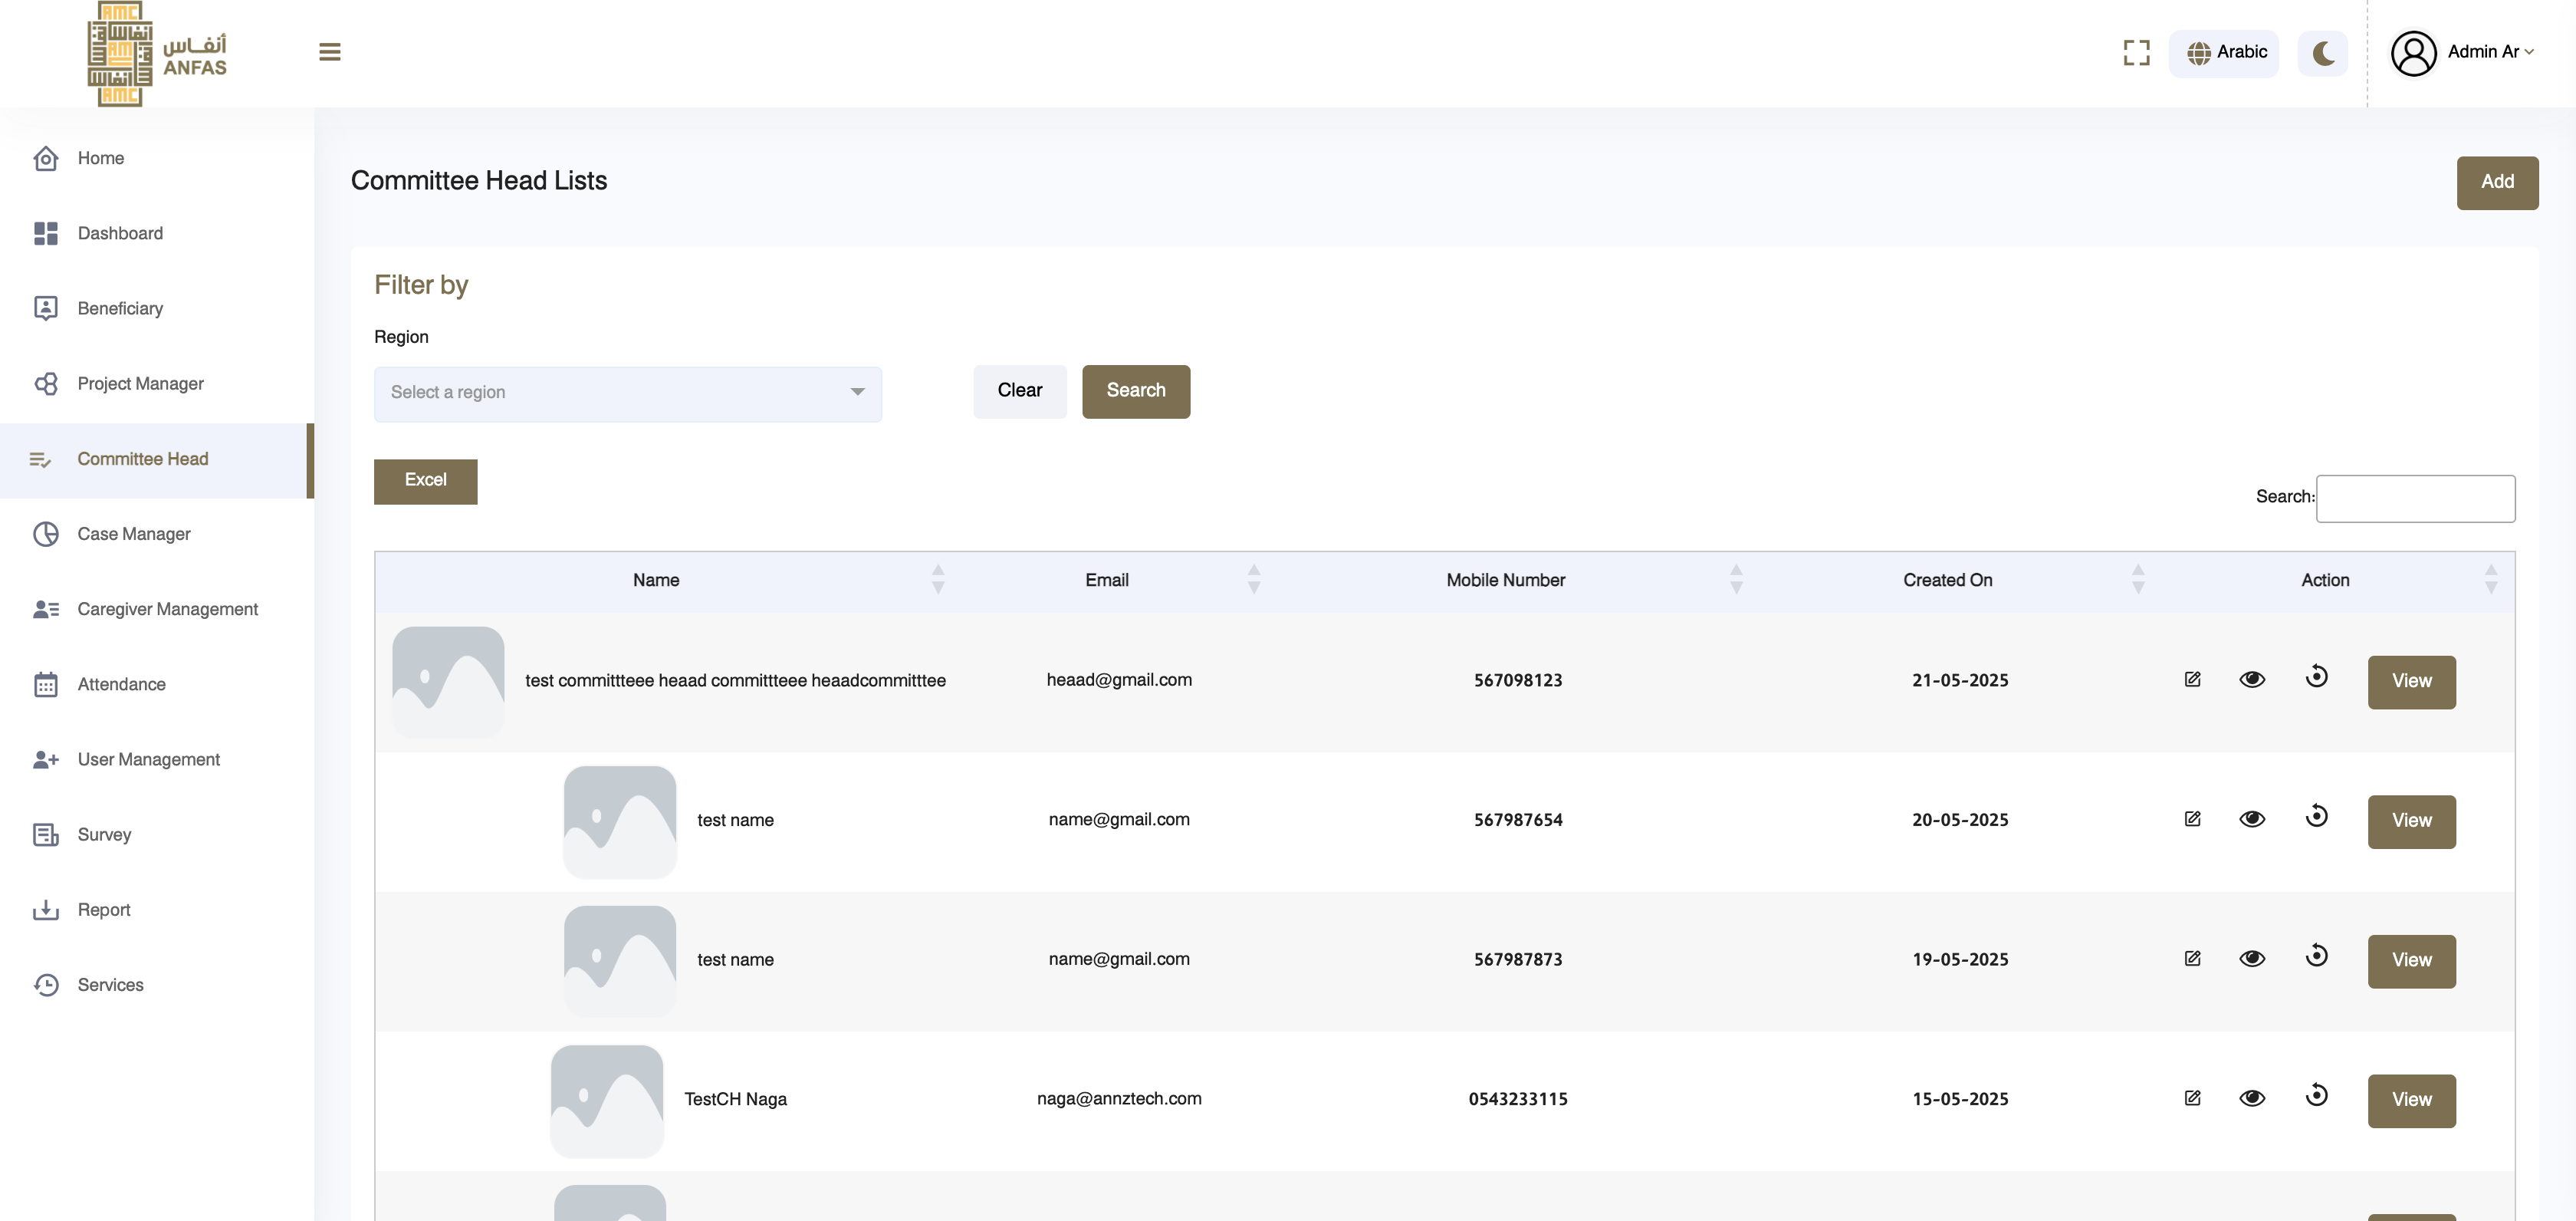 AMC
أنفاس
ANFAS
AMC
Arabic
Admin Ar
Home
Dashboard
Beneficiary
Project Manager
Committee Head
Case Manager
Caregiver Management
Attendance
User Management
Survey
Report
Services
Committee Head Lists
Add
Filter by
Region
Select a region
Clear
Search
Excel
Search:
Name Email Mobile Number Created On Action
test committteee heaad committteee heaadcommitttee heaad@gmail.com 567098123 21-05-2025 View
test name name@gmail.com 567987654 20-05-2025 View
test name name@gmail.com 567987873 19-05-2025 View
TestCH Naga naga@annztech.com 0543233115 15-05-2025 View